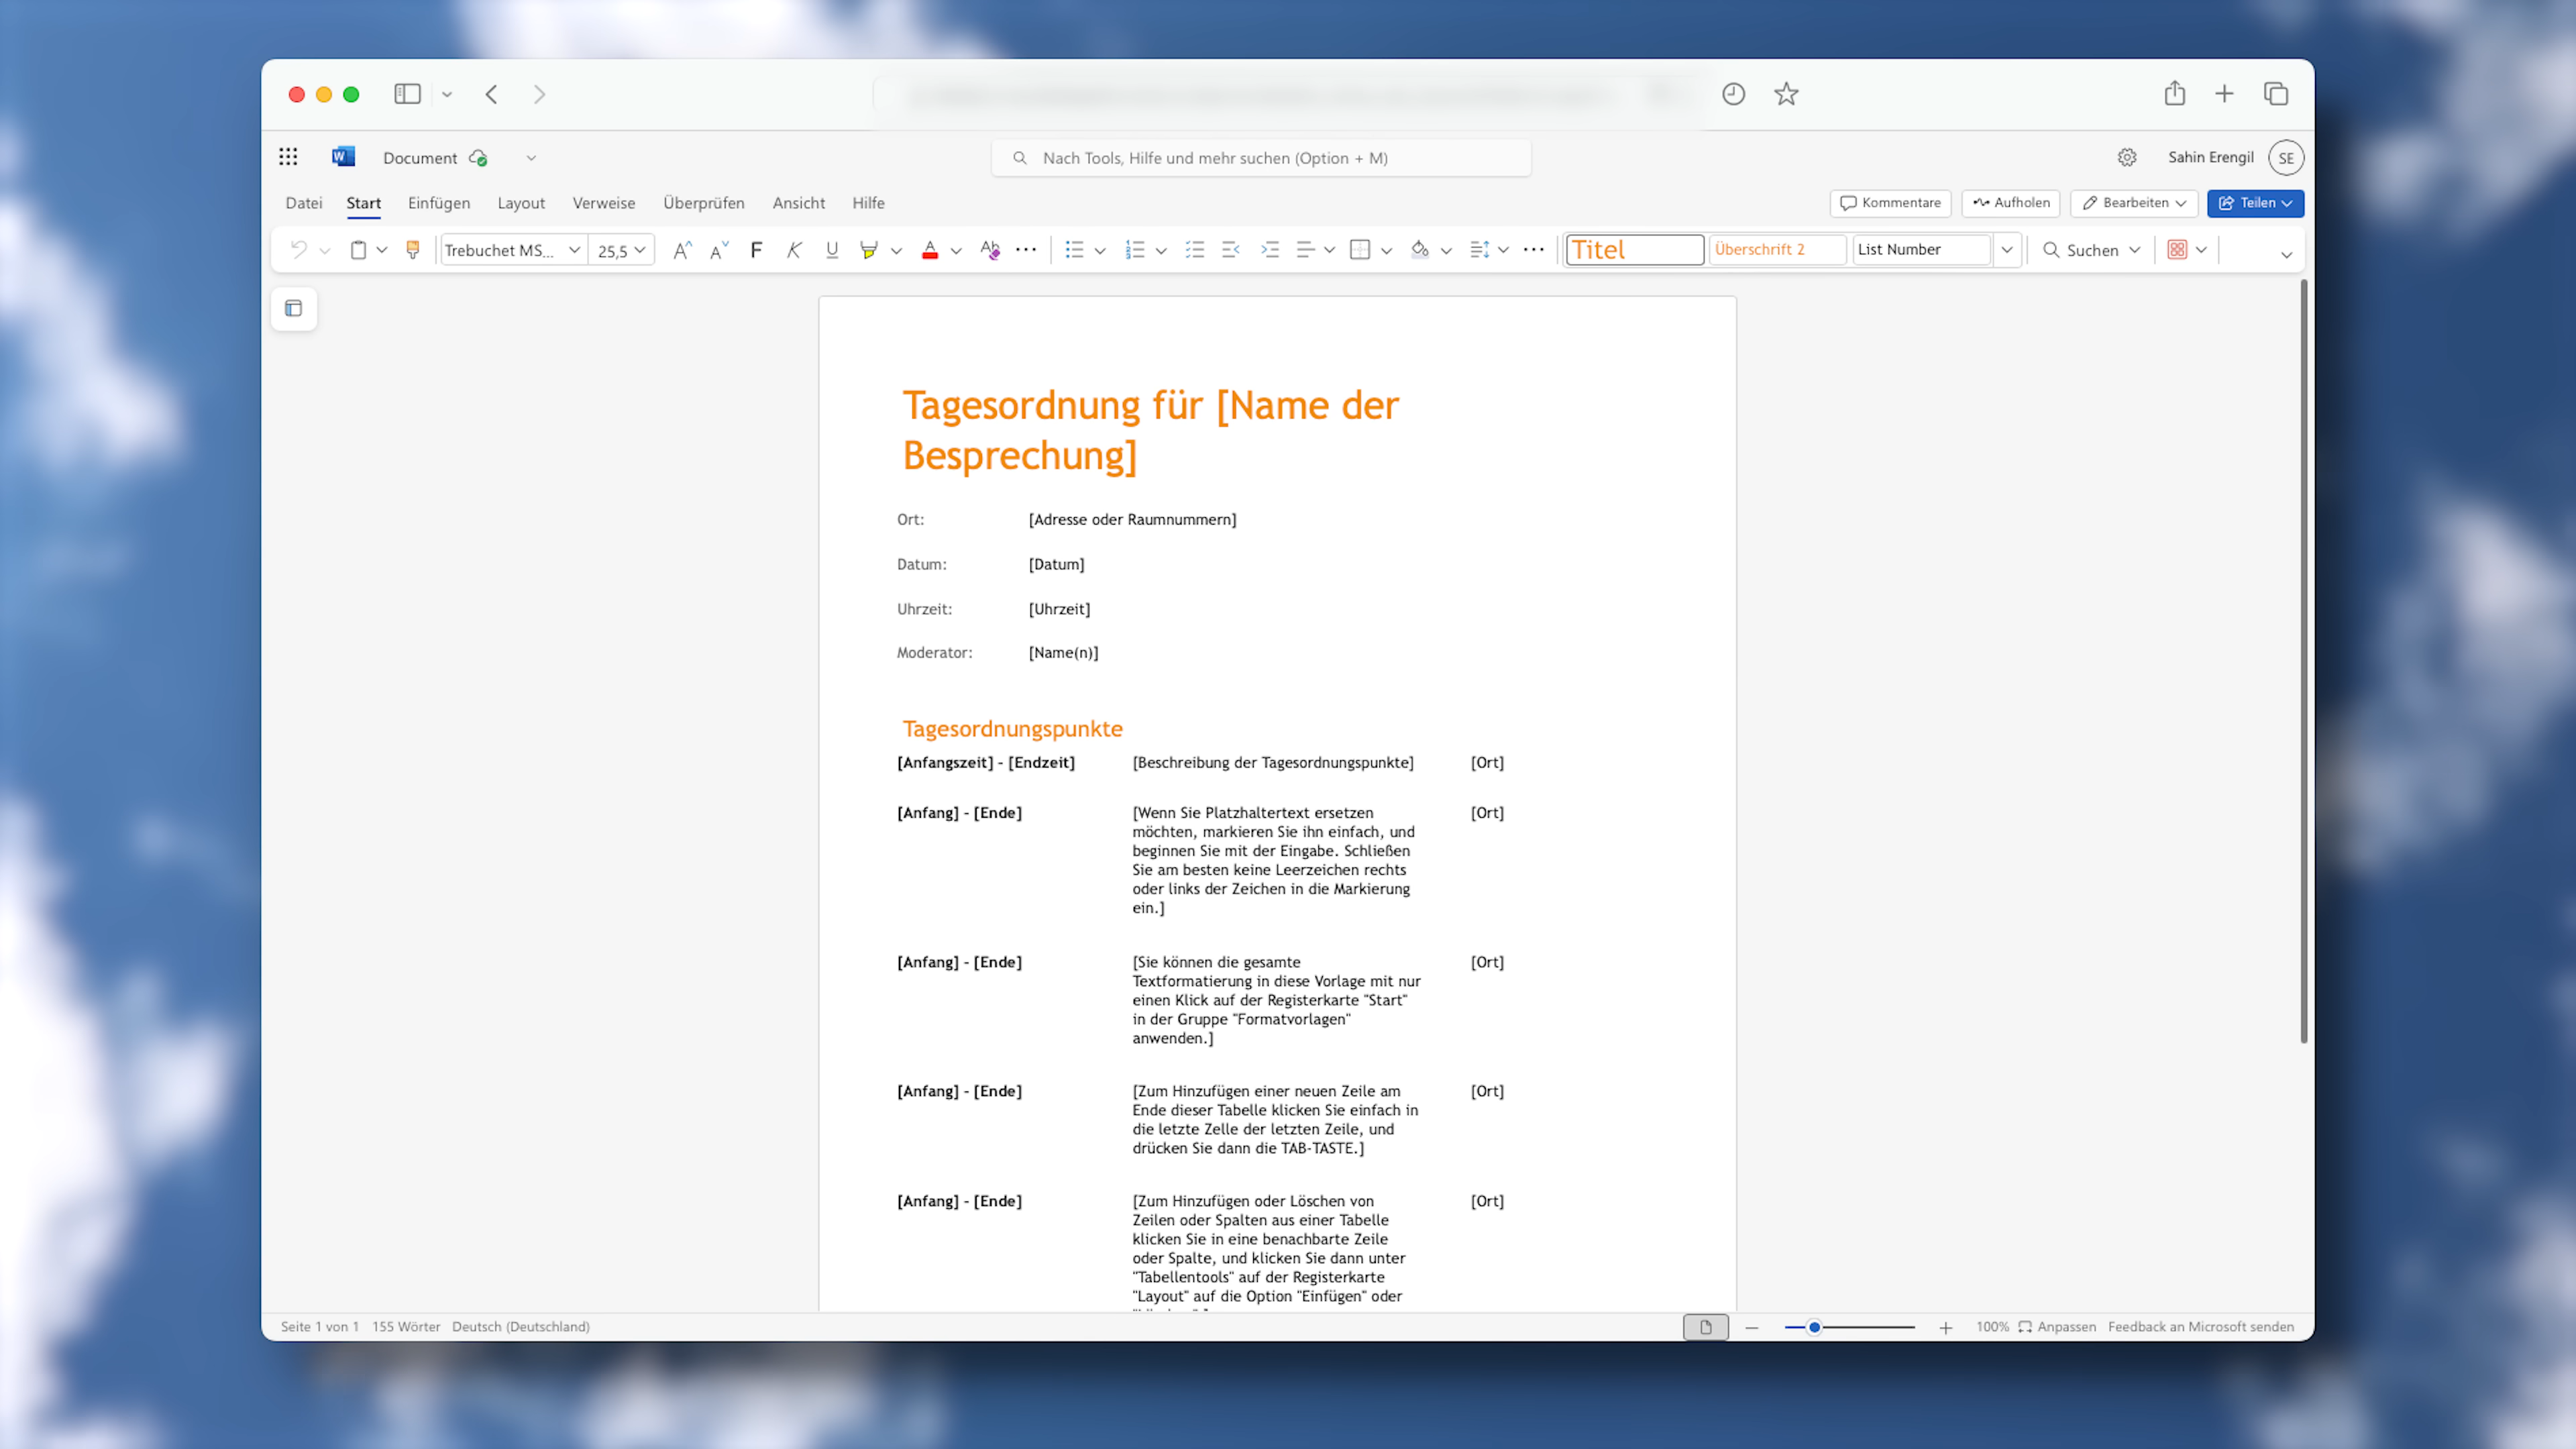 Document
Nach Tools, Hilfe und mehr suchen (Option + M)
Sahin Erengil SE
Datei Start Einfügen Layout Verweise Überprüfen Ansicht Hilfe
Kommentare Aufholen Bearbeiten Teilen
Trebuchet MS... 25,5 F K U Titel Überschrift 2 List Number Suchen
Tagesordnung für [Name der
Besprechung]
Ort: [Adresse oder Raumnummern]
Datum: [Datum]
Uhrzeit: [Uhrzeit]
Moderator: [Name(n)]
Tagesordnungspunkte
[Anfangszeit] - [Endzeit] [Beschreibung der Tagesordnungspunkte] [Ort]
[Anfang] - [Ende] [Wenn Sie Platzhaltertext ersetzen [Ort]
möchten, markieren Sie ihn einfach, und
beginnen Sie mit der Eingabe. Schließen
Sie am besten keine Leerzeichen rechts
oder links der Zeichen in die Markierung
ein.]
[Anfang] - [Ende] [Sie können die gesamte [Ort]
Textformatierung in diese Vorlage mit nur
einen Klick auf der Registerkarte "Start"
in der Gruppe "Formatvorlagen"
anwenden.]
[Anfang] - [Ende] [Zum Hinzufügen einer neuen Zeile am [Ort]
Ende dieser Tabelle klicken Sie einfach in
die letzte Zelle der letzten Zeile, und
drücken Sie dann die TAB-TASTE.]
[Anfang] - [Ende] [Zum Hinzufügen oder Löschen von [Ort]
Zeilen oder Spalten aus einer Tabelle
klicken Sie in eine benachbarte Zeile
oder Spalte, und klicken Sie dann unter
"Tabellentools" auf der Registerkarte
"Layout" auf die Option "Einfügen" oder
Seite 1 von 1 155 Wörter Deutsch (Deutschland) 100% Anpassen Feedback an Microsoft senden